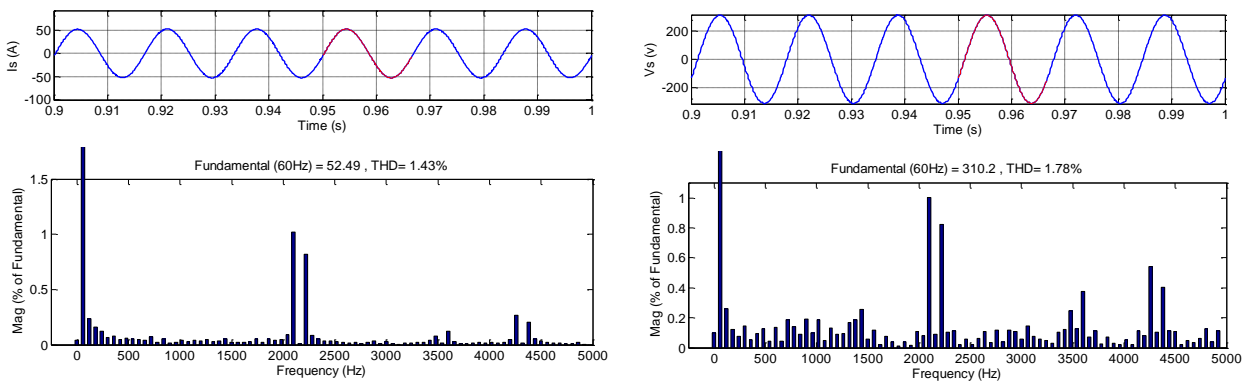 Is (A)
50
0
-50
-100
0.9 0.91 0.92 0.93 0.94 0.95 0.96 0.97 0.98 0.99 1
Time (s)
Fundamental (60Hz) = 52.49 , THD= 1.43%
Mag (% of Fundamental)
1.5
1
0.5
0
0 500 1000 1500 2000 2500 3000 3500 4000 4500 5000
Frequency (Hz)
Vs (v)
200
0
-200
0.9 0.91 0.92 0.93 0.94 0.95 0.96 0.97 0.98 0.99 1
Time (s)
Fundamental (60Hz) = 310.2 , THD= 1.78%
Mag (% of Fundamental)
1
0.8
0.6
0.4
0.2
0
0 500 1000 1500 2000 2500 3000 3500 4000 4500 5000
Frequency (Hz)